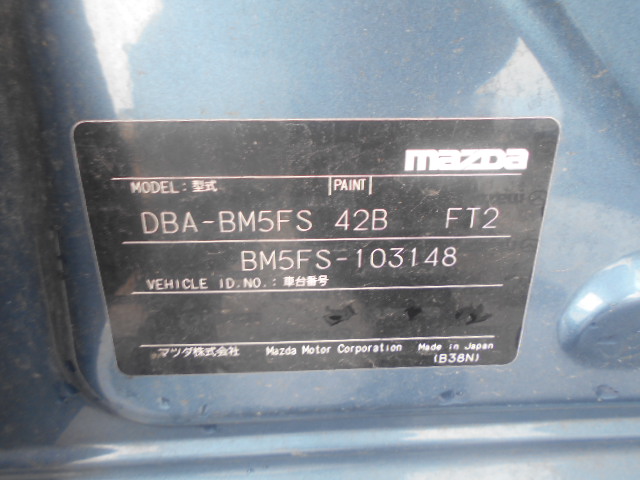 mazda
MODEL: 型式 PAINT
DBA-BM5FS 42B FT2
BM5FS-103148
VEHICLE ID.NO.: 車台番号
マツダ株式会社 Mazda Motor Corporation Made in Japan
(B38N)